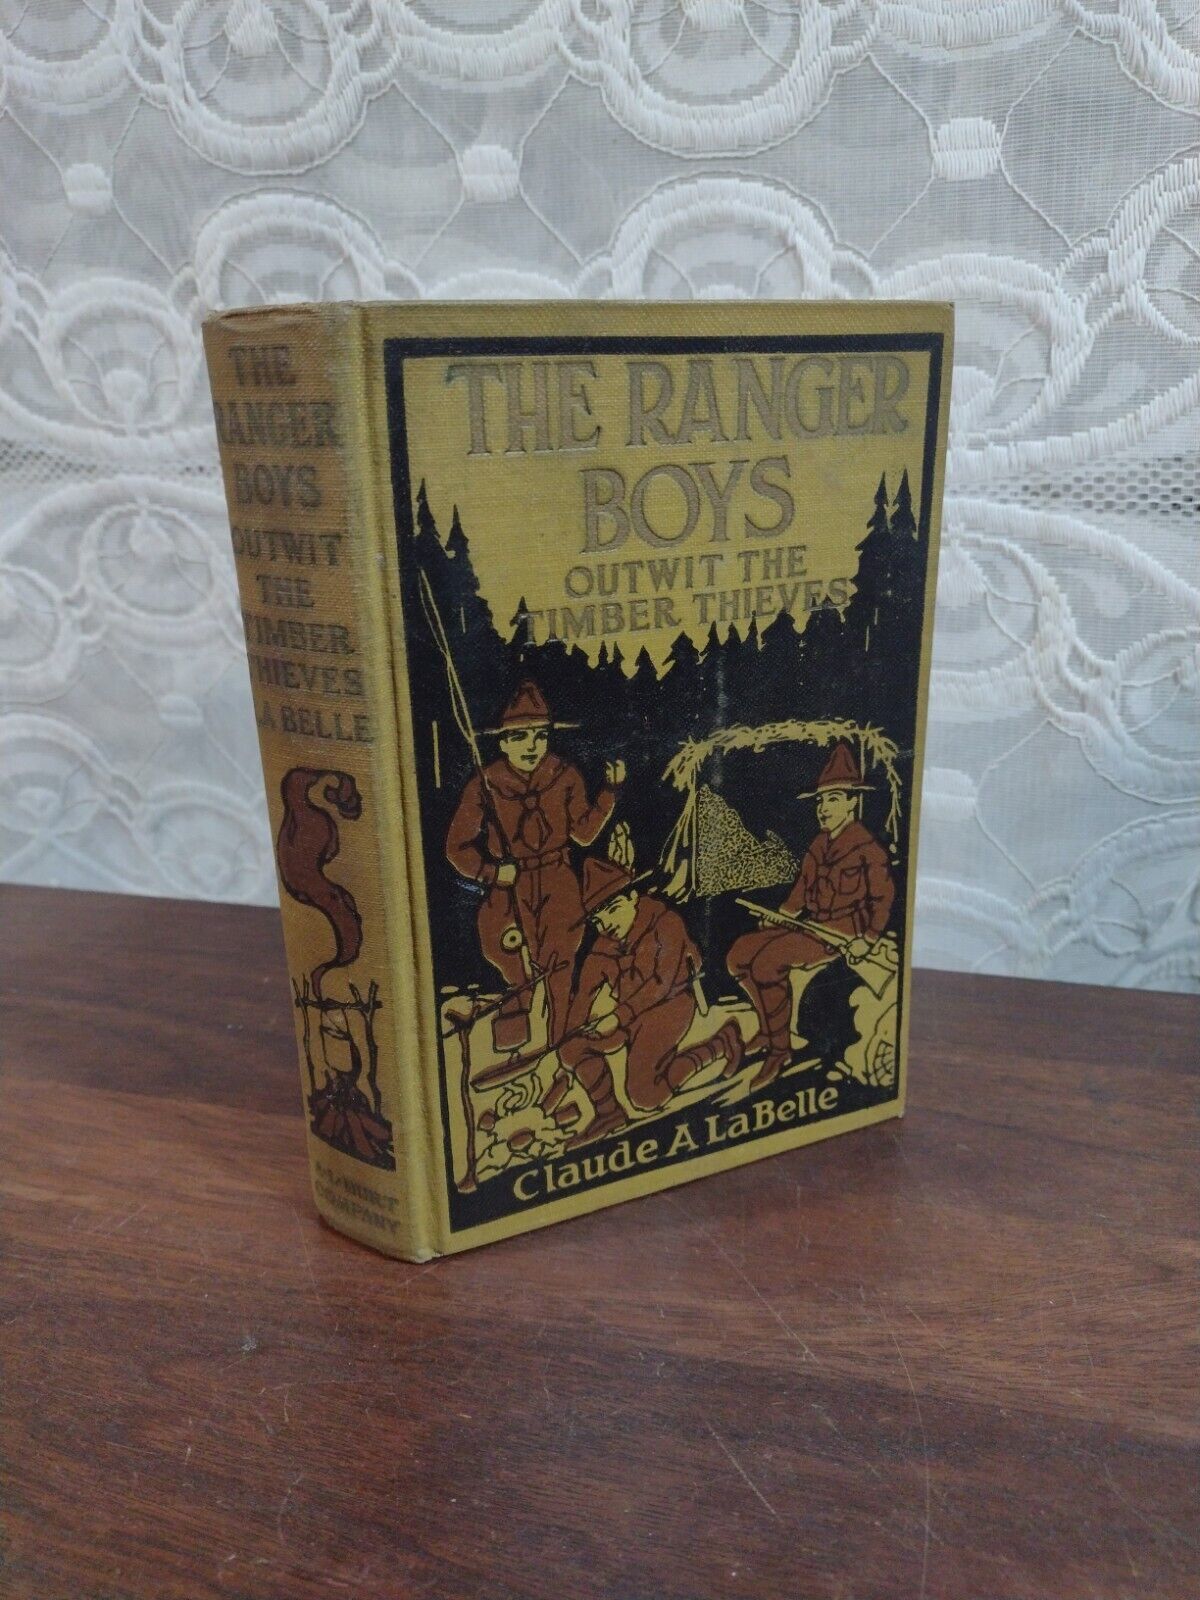 THE
RANGER
BOYS
OUTWIT
THE
TIMBER
THIEVES
LA BELLE
A.L. BURT
COMPANY
THE RANGER
BOYS
OUTWIT THE
TIMBER THIEVES
Claude A LaBelle